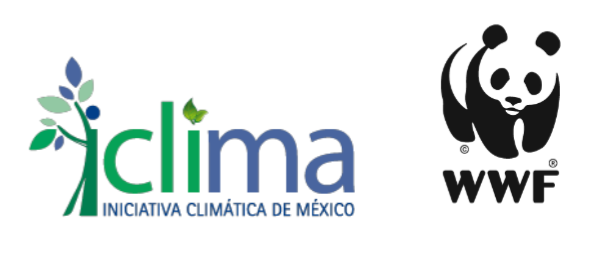 iclima
INICIATIVA CLIMÁTICA DE MÉXICO
©
®
WWF